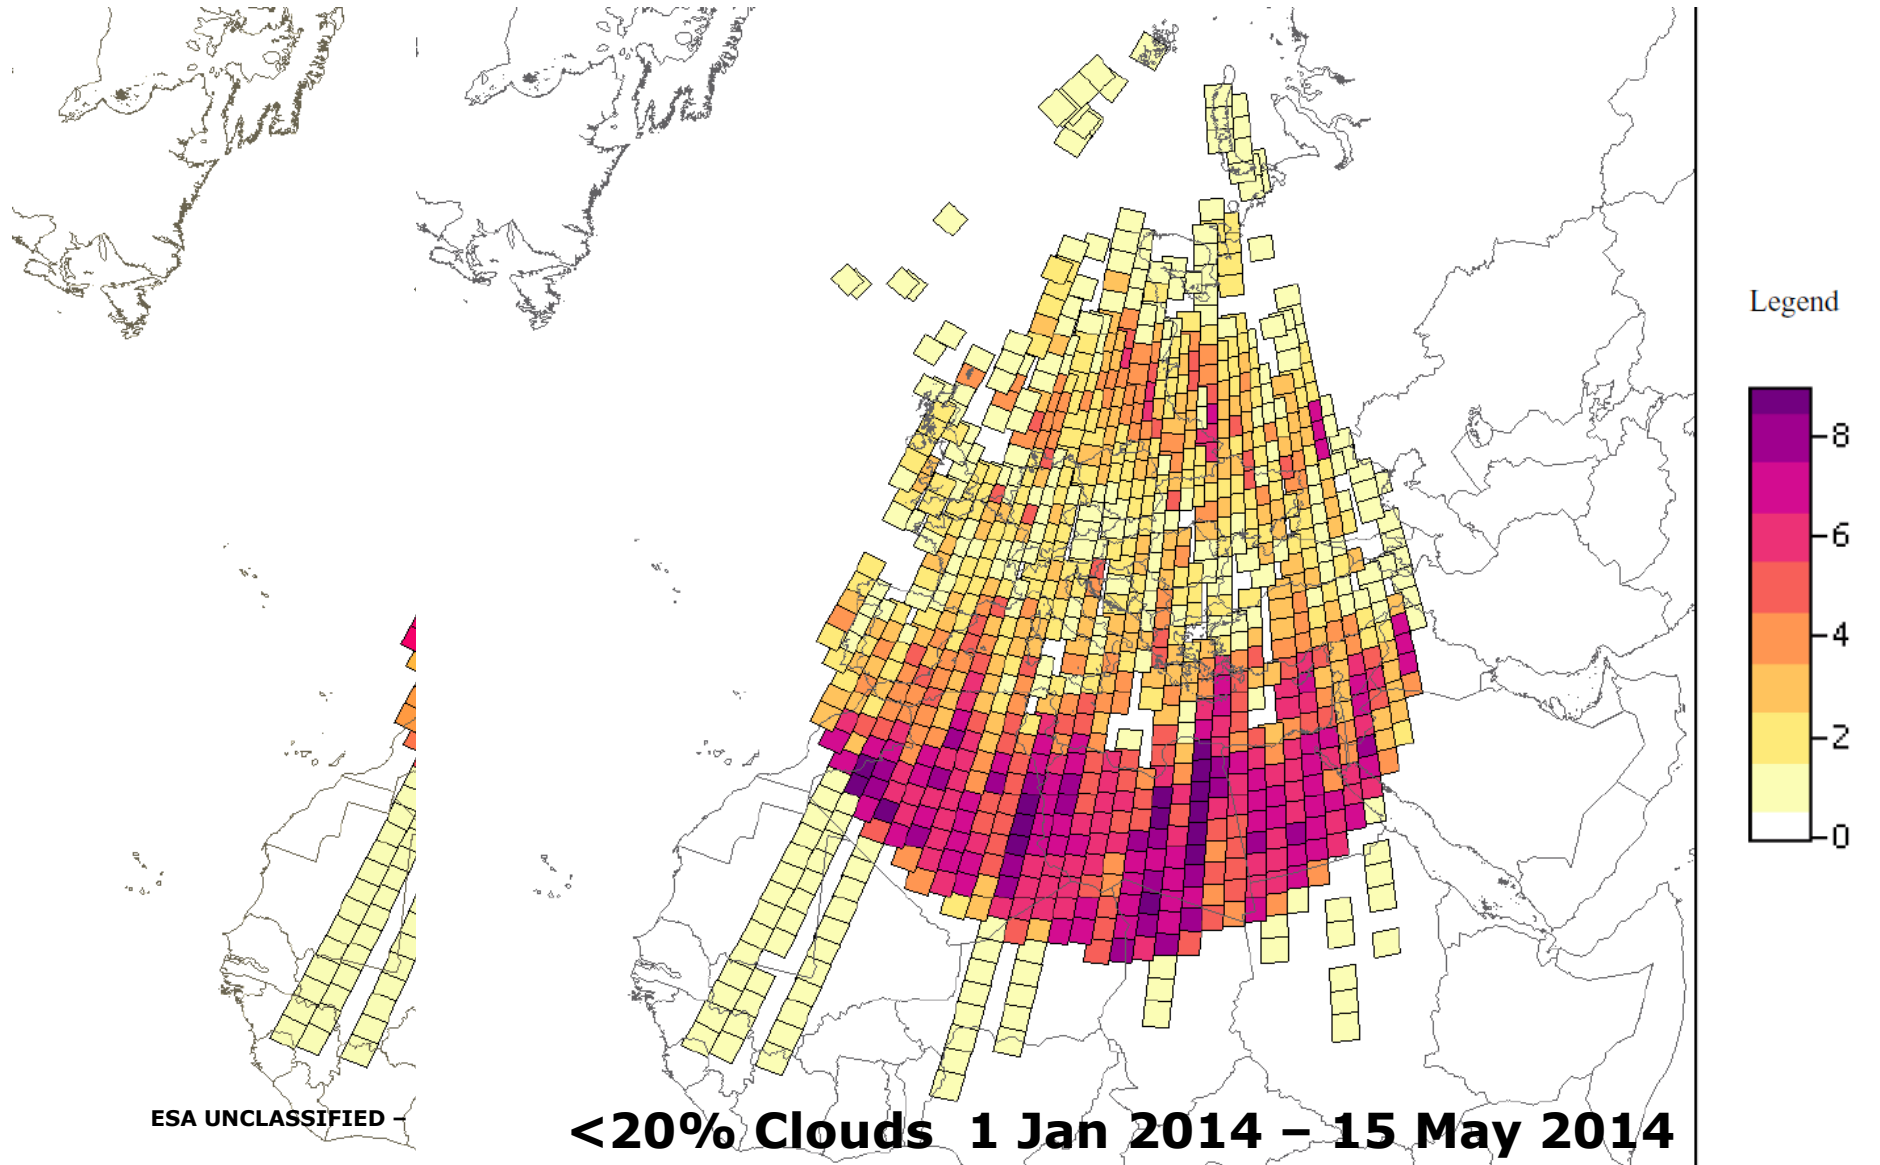 Legend
8
6
4
2
0
ESA UNCLASSIFIED –
<20% Clouds 1 Jan 2014 – 15 May 2014